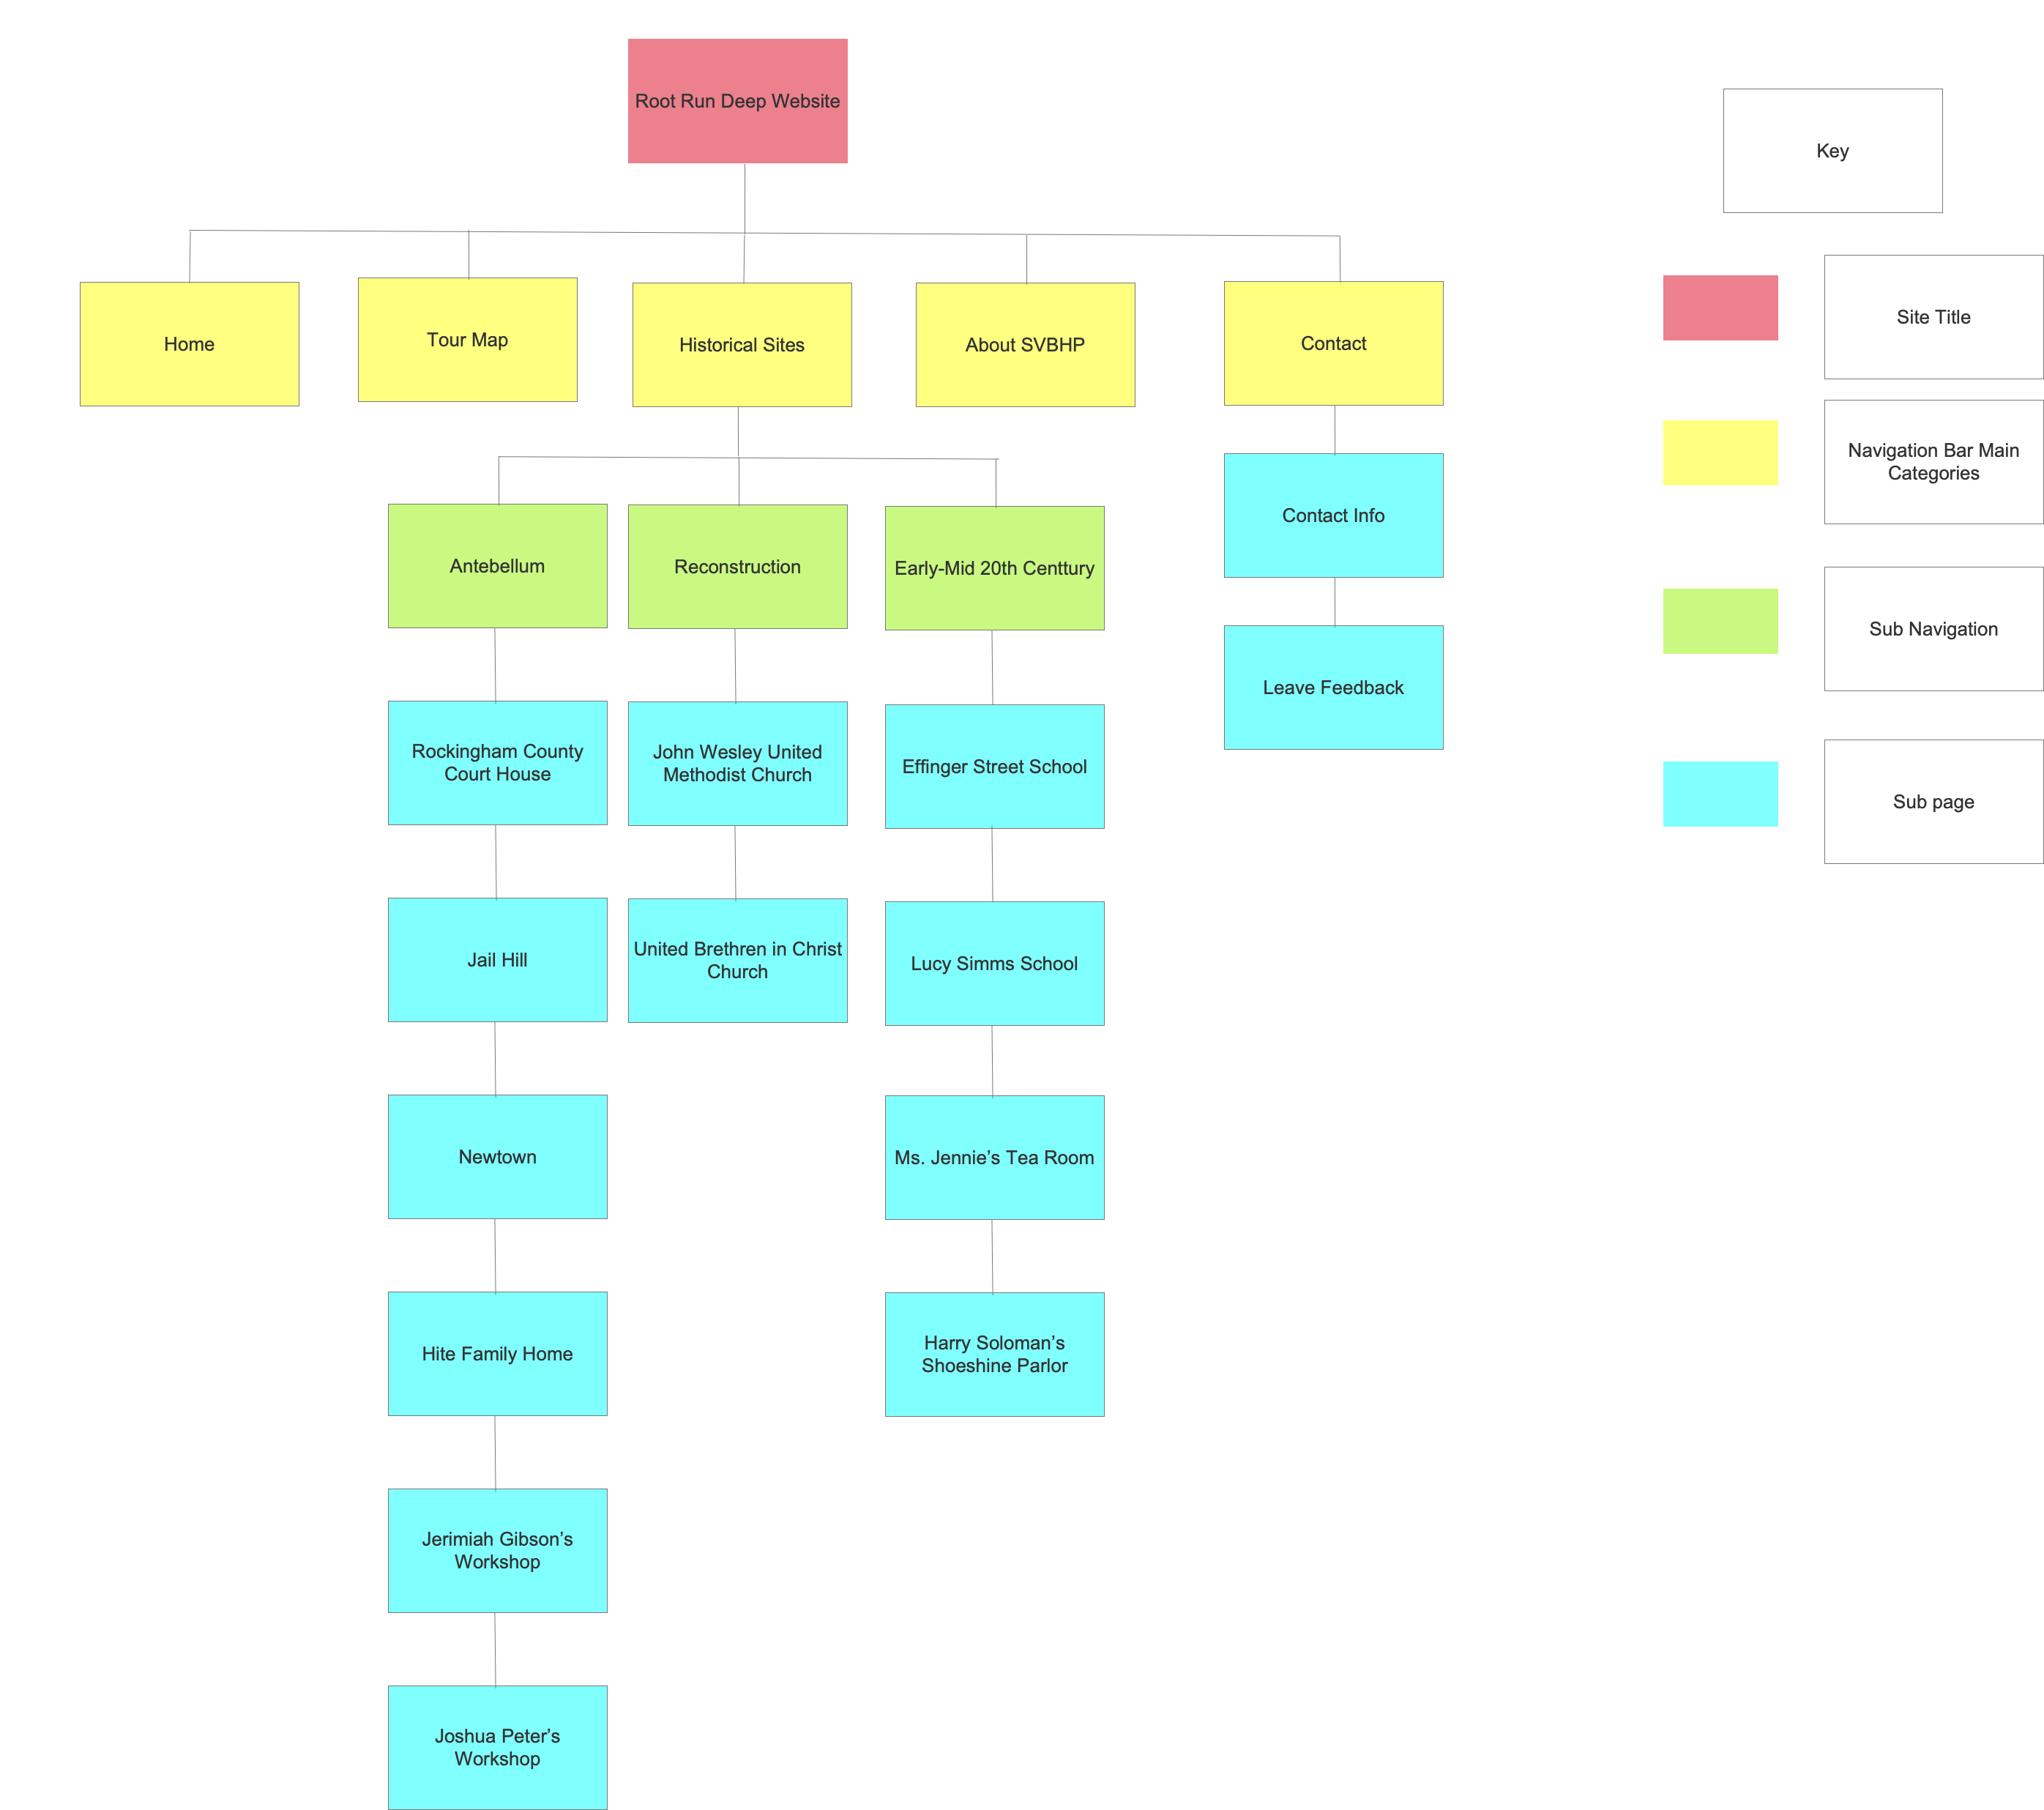 Root Run Deep Website
Key
Home
Tour Map
Historical Sites
About SVBHP
Contact
Site Title
Navigation Bar Main
Categories
Antebellum
Reconstruction
Early-Mid 20th Centtury
Contact Info
Sub Navigation
Leave Feedback
Rockingham County
Court House
John Wesley United
Methodist Church
Effinger Street School
Sub page
Jail Hill
United Brethren in Christ
Church
Lucy Simms School
Newtown
Ms. Jennie’s Tea Room
Hite Family Home
Harry Soloman’s
Shoeshine Parlor
Jerimiah Gibson’s
Workshop
Joshua Peter’s
Workshop